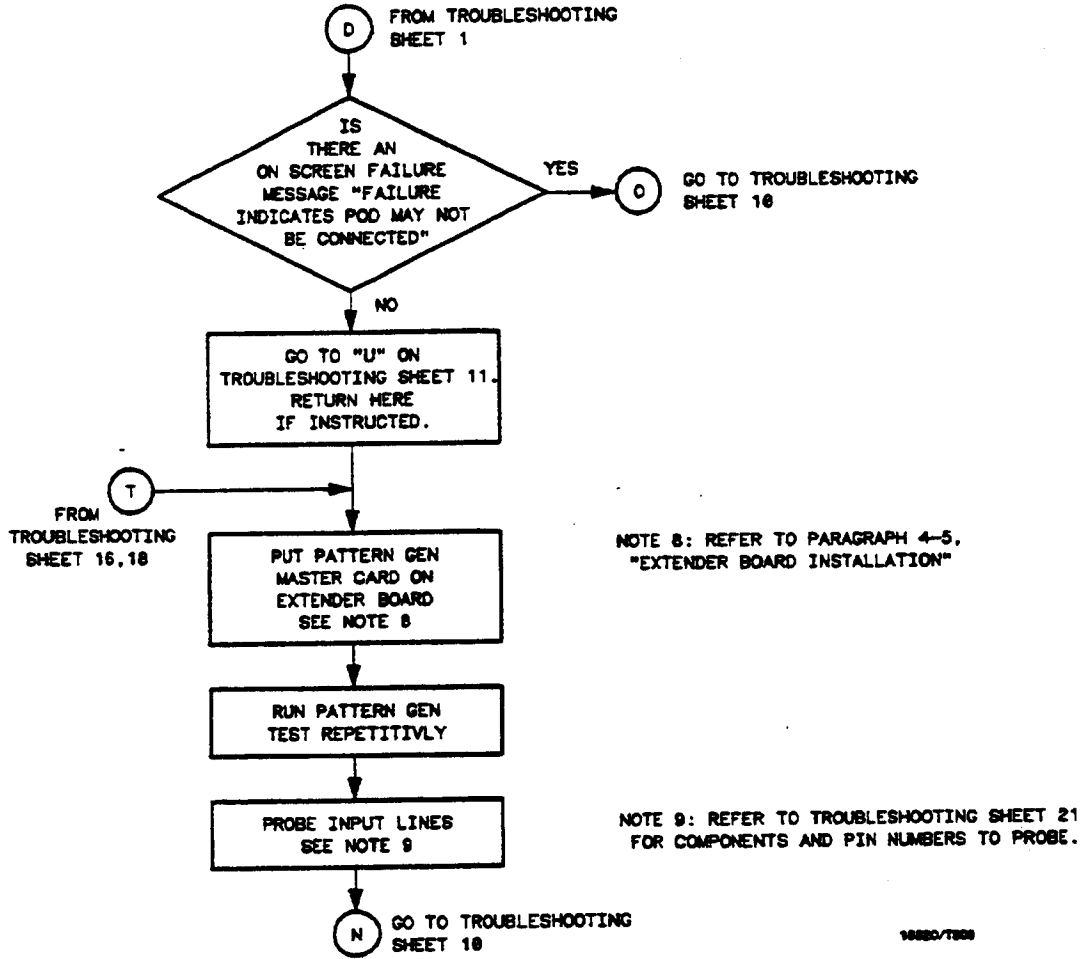 D
FROM TROUBLESHOOTING
SHEET 1
IS
THERE AN
ON SCREEN FAILURE
MESSAGE "FAILURE
INDICATES POD MAY NOT
BE CONNECTED"
YES
O
GO TO TROUBLESHOOTING
SHEET 10
NO
GO TO "U" ON
TROUBLESHOOTING SHEET 11.
RETURN HERE
IF INSTRUCTED.
T
FROM
TROUBLESHOOTING
SHEET 16,18
PUT PATTERN GEN
MASTER CARD ON
EXTENDER BOARD
SEE NOTE 8
NOTE 8: REFER TO PARAGRAPH 4-5,
"EXTENDER BOARD INSTALLATION"
RUN PATTERN GEN
TEST REPETITIVLY
PROBE INPUT LINES
SEE NOTE 9
NOTE 9: REFER TO TROUBLESHOOTING SHEET 21
FOR COMPONENTS AND PIN NUMBERS TO PROBE.
N
GO TO TROUBLESHOOTING
SHEET 10